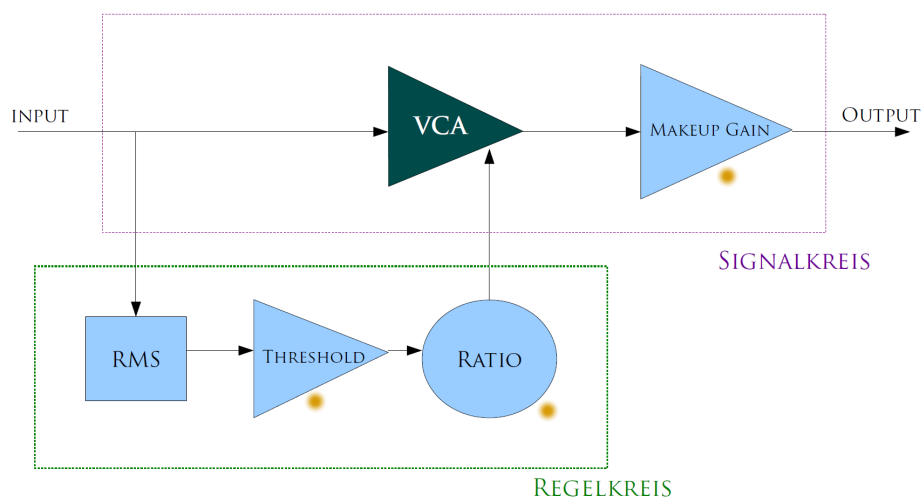 INPUT
VCA
MAKEUP GAIN
OUTPUT
SIGNALKREIS
RMS
THRESHOLD
RATIO
REGELKREIS